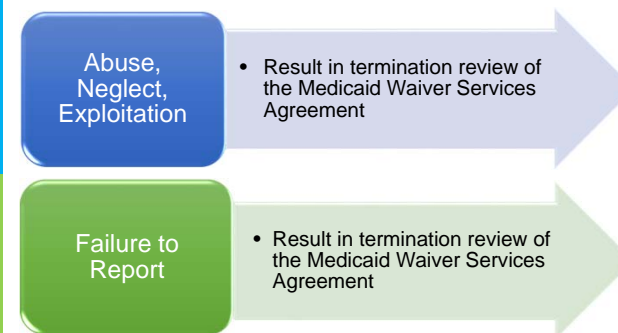 Abuse,
Neglect,
Exploitation
• Result in termination review of
the Medicaid Waiver Services
Agreement
Failure to
Report
• Result in termination review of
the Medicaid Waiver Services
Agreement